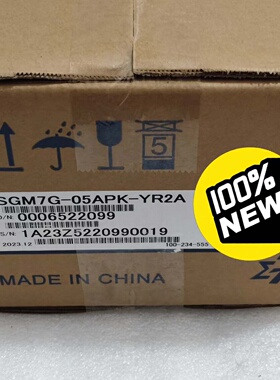 5
SGM7G-05APK-YR2A
O/N: 0006522099
S/N: 1A23Z5220990019
2023.12
100-234-555
MADE IN CHINA
100%
NEW